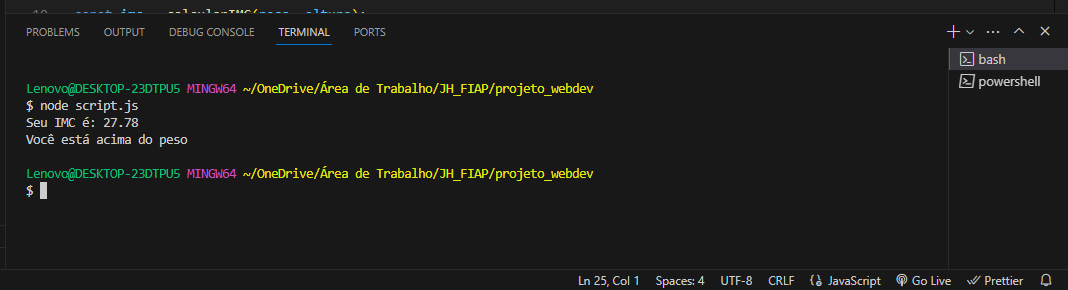 PROBLEMS OUTPUT DEBUG CONSOLE TERMINAL PORTS
bash
powershell
Lenovo@DESKTOP-23DTPU5 MINGW64 ~/OneDrive/Área de Trabalho/JH_FIAP/projeto_webdev
$ node script.js
Seu IMC é: 27.78
Você está acima do peso
Lenovo@DESKTOP-23DTPU5 MINGW64 ~/OneDrive/Área de Trabalho/JH_FIAP/projeto_webdev
$
Ln 25, Col 1 Spaces: 4 UTF-8 CRLF JavaScript Go Live Prettier